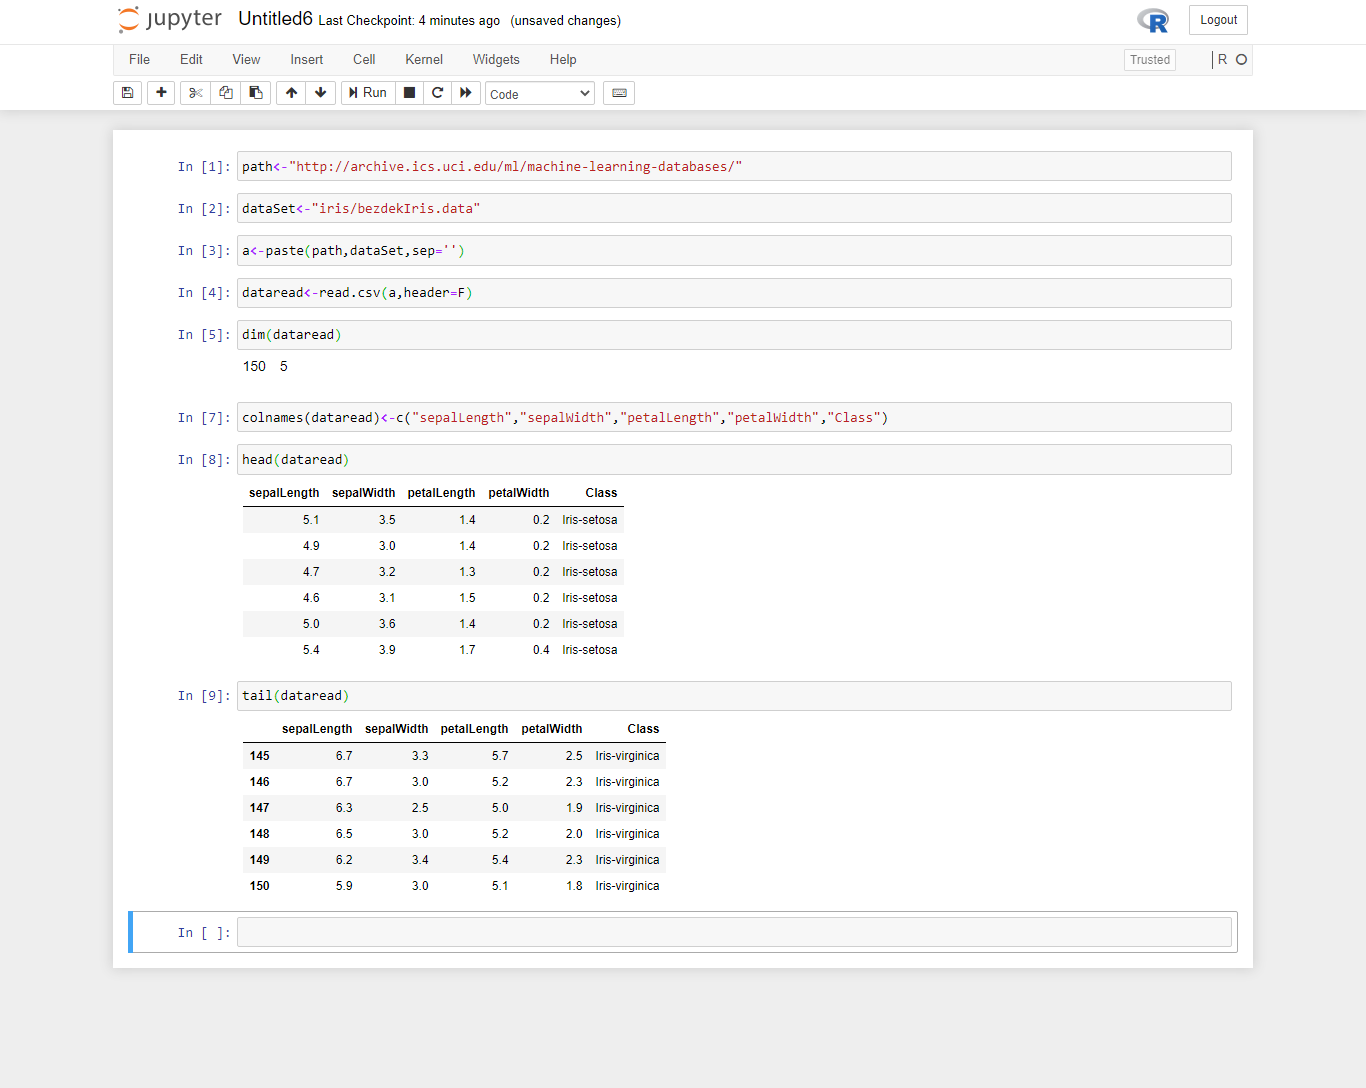 jupyter Untitled6 Last Checkpoint: 4 minutes ago (unsaved changes) R Logout
File Edit View Insert Cell Kernel Widgets Help Trusted R
Run Code
In [1]: path<-"http://archive.ics.uci.edu/ml/machine-learning-databases/"
In [2]: dataSet<-"iris/bezdekIris.data"
In [3]: a<-paste(path,dataSet,sep='')
In [4]: dataread<-read.csv(a,header=F)
In [5]: dim(dataread)
150 5
In [7]: colnames(dataread)<-c("sepalLength","sepalWidth","petalLength","petalWidth","Class")
In [8]: head(dataread)
sepalLength sepalWidth petalLength petalWidth Class
5.1 3.5 1.4 0.2 Iris-setosa
4.9 3.0 1.4 0.2 Iris-setosa
4.7 3.2 1.3 0.2 Iris-setosa
4.6 3.1 1.5 0.2 Iris-setosa
5.0 3.6 1.4 0.2 Iris-setosa
5.4 3.9 1.7 0.4 Iris-setosa
In [9]: tail(dataread)
sepalLength sepalWidth petalLength petalWidth Class
145 6.7 3.3 5.7 2.5 Iris-virginica
146 6.7 3.0 5.2 2.3 Iris-virginica
147 6.3 2.5 5.0 1.9 Iris-virginica
148 6.5 3.0 5.2 2.0 Iris-virginica
149 6.2 3.4 5.4 2.3 Iris-virginica
150 5.9 3.0 5.1 1.8 Iris-virginica
In [ ]: